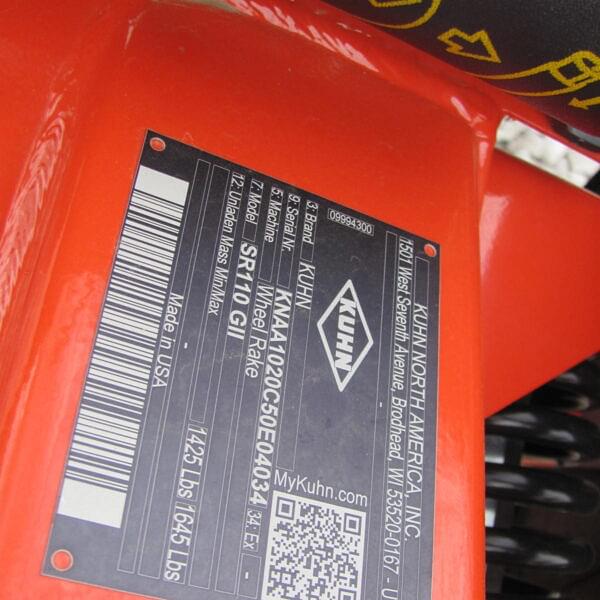 KUHN NORTH AMERICA, INC.
1501 West Seventh Avenue, Brodhead, WI 53520-0167 - U
09994300
KUHN
3: Brand KUHN
9: Serial Nr. KNAA1020C50E04034 34: Ex -
5: Machine Wheel Rake
7: Model SR110 GII
12: Unladen Mass Min/Max 1425 Lbs 1645 Lbs
Made in USA
MyKuhn.com